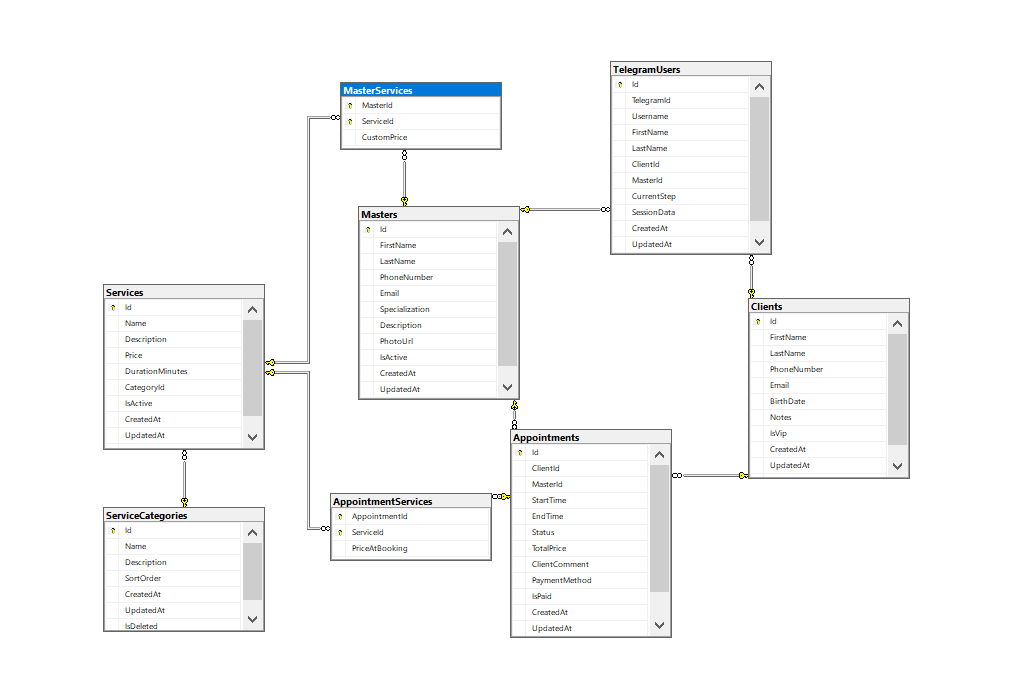 MasterServices
MasterId
ServiceId
CustomPrice
TelegramUsers
Id
TelegramId
Username
FirstName
LastName
ClientId
MasterId
CurrentStep
SessionData
CreatedAt
UpdatedAt
Masters
Id
FirstName
LastName
PhoneNumber
Email
Specialization
Description
PhotoUrl
IsActive
CreatedAt
UpdatedAt
Services
Id
Name
Description
Price
DurationMinutes
CategoryId
IsActive
CreatedAt
UpdatedAt
Clients
Id
FirstName
LastName
PhoneNumber
Email
BirthDate
Notes
IsVip
CreatedAt
UpdatedAt
Appointments
Id
ClientId
MasterId
StartTime
EndTime
Status
TotalPrice
ClientComment
PaymentMethod
IsPaid
CreatedAt
UpdatedAt
AppointmentServices
AppointmentId
ServiceId
PriceAtBooking
ServiceCategories
Id
Name
Description
SortOrder
CreatedAt
UpdatedAt
IsDeleted